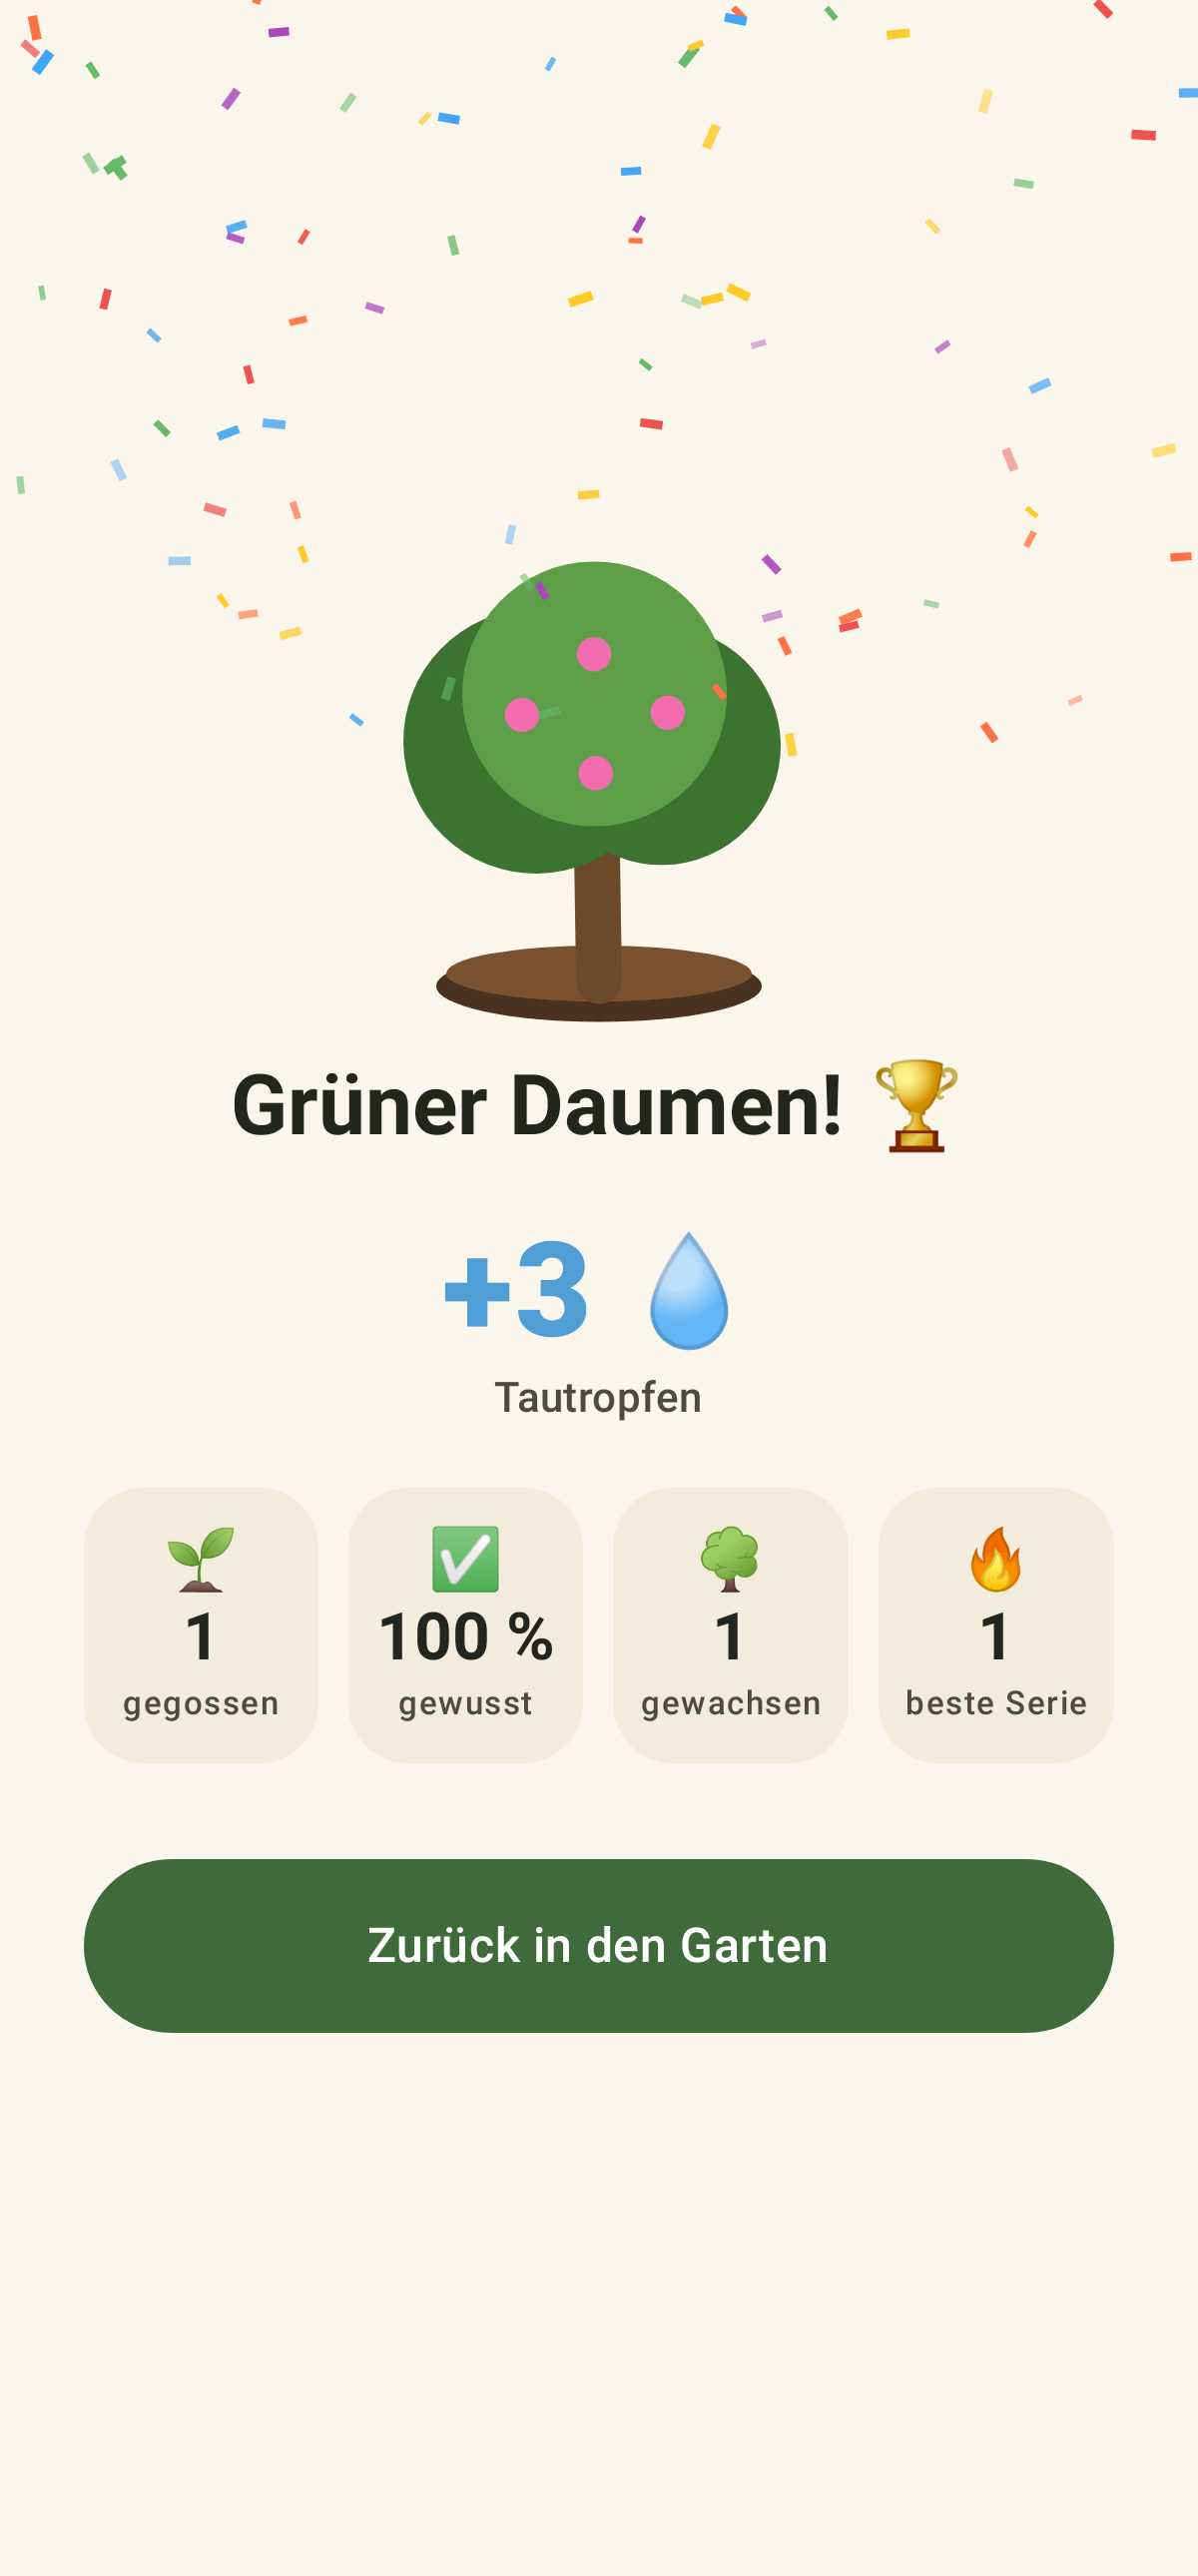 Grüner Daumen! 🏆
+3 💧
Tautropfen
🌱 ✅ 🌳 🔥
1 100 % 1 1
gegossen gewusst gewachsen beste Serie
Zurück in den Garten